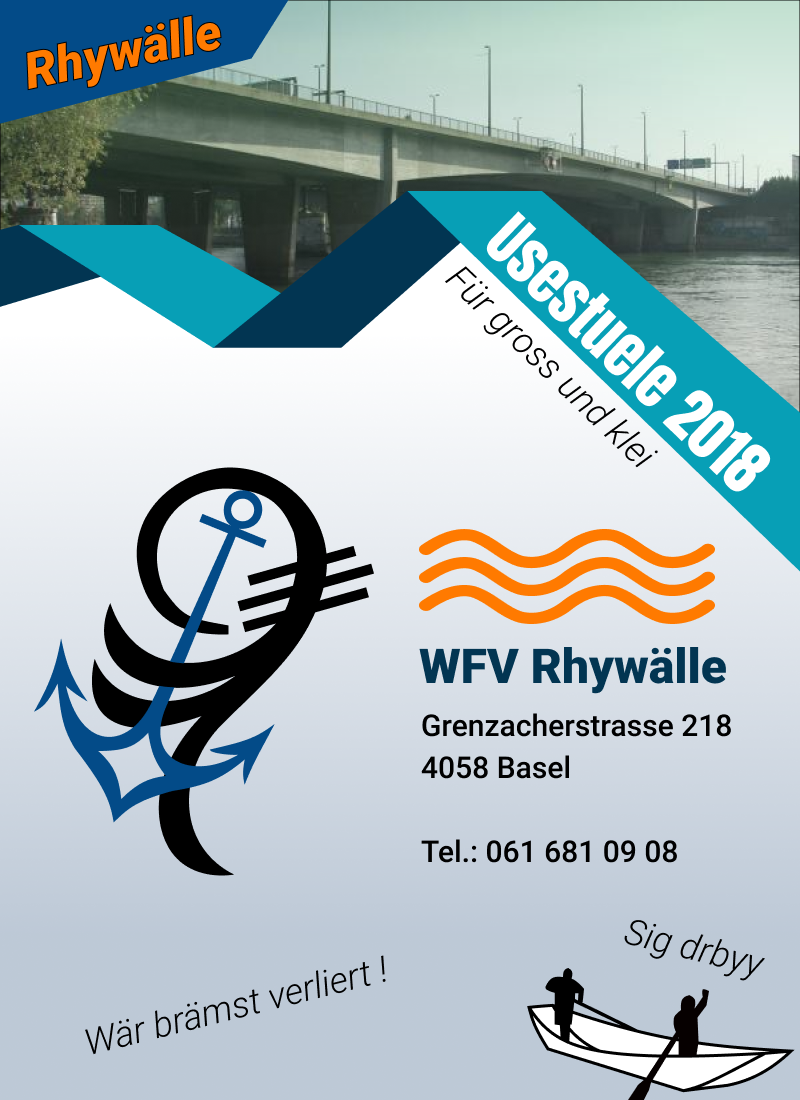 Rhywälle
Usestuele 2018
Für gross und klei
WFV Rhywälle
Grenzacherstrasse 218
4058 Basel
Tel.: 061 681 09 08
Sig drbyy
Wär brämst verliert !